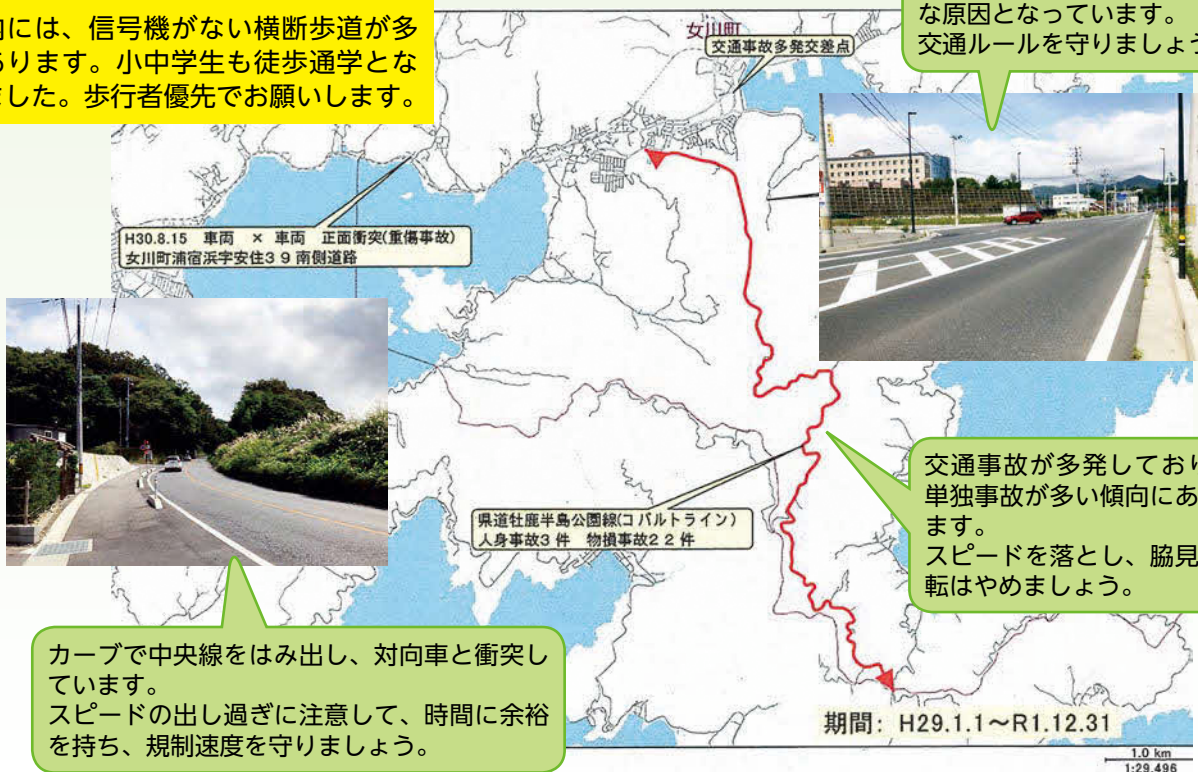 には、信号機がない横断歩道が多
ります。小中学生も徒歩通学とな
した。歩行者優先でお願いします。
な原因となっています。
交通ルールを守りましょう
女川町
交通事故多発交差点
H30.8.15 車両 × 車両 正面衝突(重傷事故)
女川町浦宿浜字安住39南側道路
県道牡鹿半島公園線(コバルトライン)
人身事故3件 物損事故22件
交通事故が多発しており
単独事故が多い傾向にあ
ます。
スピードを落とし、脇見
転はやめましょう。
カーブで中央線をはみ出し、対向車と衝突し
ています。
スピードの出し過ぎに注意して、時間に余裕
を持ち、規制速度を守りましょう。
期間: H29.1.1～R1.12.31
1.0 km
1:29,496